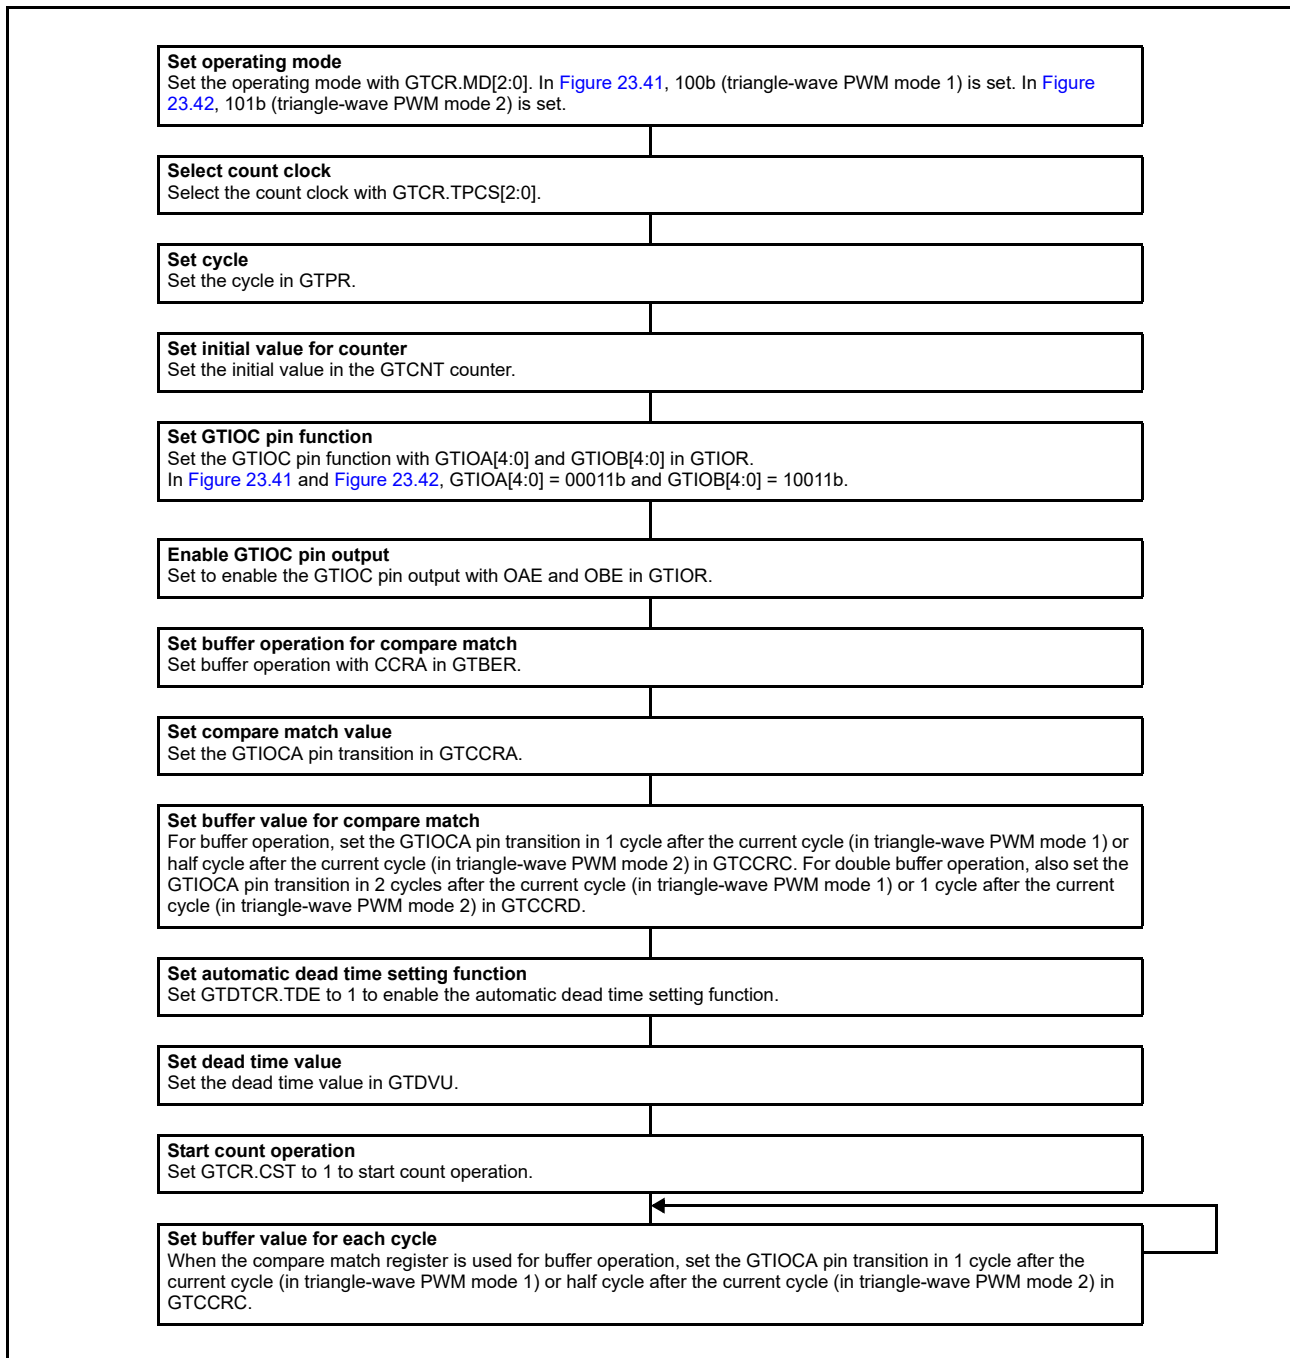 Set operating mode
Set the operating mode with GTCR.MD[2:0]. In Figure 23.41, 100b (triangle-wave PWM mode 1) is set. In Figure
23.42, 101b (triangle-wave PWM mode 2) is set.
Select count clock
Select the count clock with GTCR.TPCS[2:0].
Set cycle
Set the cycle in GTPR.
Set initial value for counter
Set the initial value in the GTCNT counter.
Set GTIOC pin function
Set the GTIOC pin function with GTIOA[4:0] and GTIOB[4:0] in GTIOR.
In Figure 23.41 and Figure 23.42, GTIOA[4:0] = 00011b and GTIOB[4:0] = 10011b.
Enable GTIOC pin output
Set to enable the GTIOC pin output with OAE and OBE in GTIOR.
Set buffer operation for compare match
Set buffer operation with CCRA in GTBER.
Set compare match value
Set the GTIOCA pin transition in GTCCRA.
Set buffer value for compare match
For buffer operation, set the GTIOCA pin transition in 1 cycle after the current cycle (in triangle-wave PWM mode 1) or
half cycle after the current cycle (in triangle-wave PWM mode 2) in GTCCRC. For double buffer operation, also set the
GTIOCA pin transition in 2 cycles after the current cycle (in triangle-wave PWM mode 1) or 1 cycle after the current
cycle (in triangle-wave PWM mode 2) in GTCCRD.
Set automatic dead time setting function
Set GTDTCR.TDE to 1 to enable the automatic dead time setting function.
Set dead time value
Set the dead time value in GTDVU.
Start count operation
Set GTCR.CST to 1 to start count operation.
Set buffer value for each cycle
When the compare match register is used for buffer operation, set the GTIOCA pin transition in 1 cycle after the
current cycle (in triangle-wave PWM mode 1) or half cycle after the current cycle (in triangle-wave PWM mode 2) in
GTCCRC.